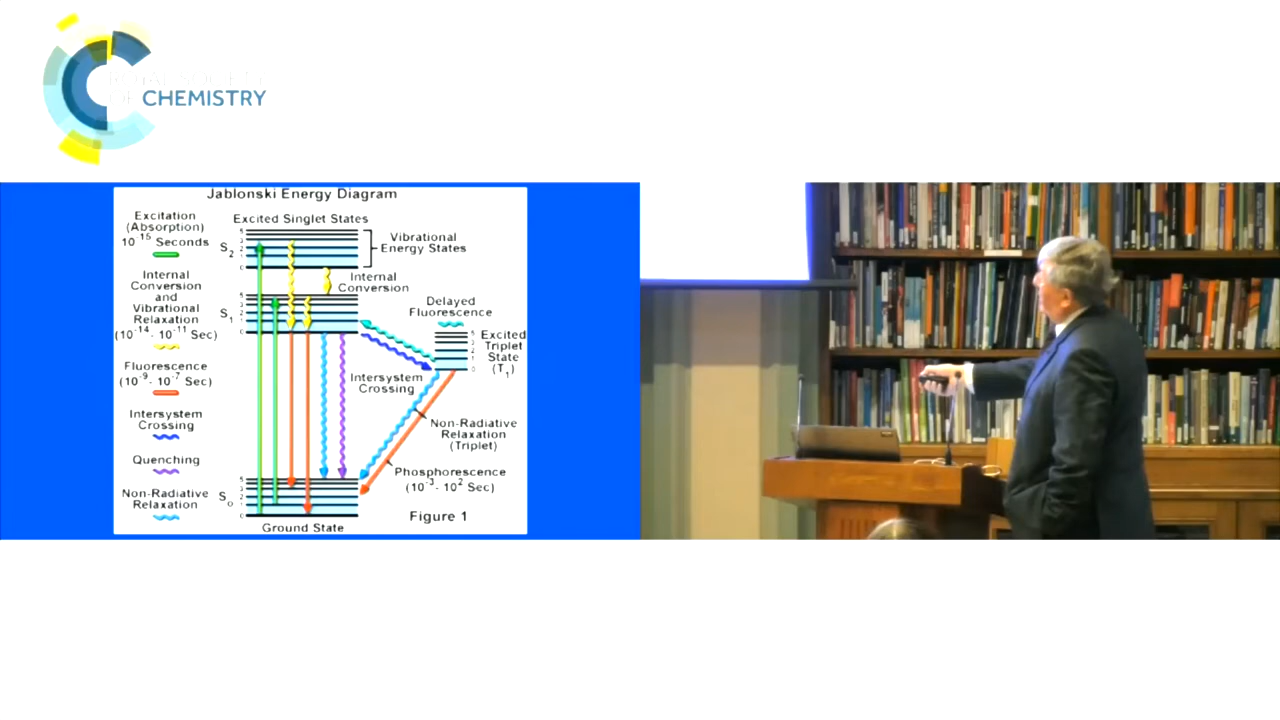 CHEMISTRY
Jablonski Energy Diagram
Excitation
(Absorption)
10⁻¹⁵ Seconds
Internal
Conversion
and
Vibrational
Relaxation
(10⁻¹⁴ - 10⁻¹¹ Sec)
Fluorescence
(10⁻⁹ - 10⁻⁷ Sec)
Intersystem
Crossing
Quenching
Non-Radiative
Relaxation
Excited Singlet States
S₂
Vibrational
Energy States
Internal
Conversion
S₁
Delayed
Fluorescence
Excited
Triplet
State
(T₁)
Intersystem
Crossing
Non-Radiative
Relaxation
(Triplet)
Phosphorescence
(10⁻³ - 10² Sec)
S₀
Ground State
Figure 1